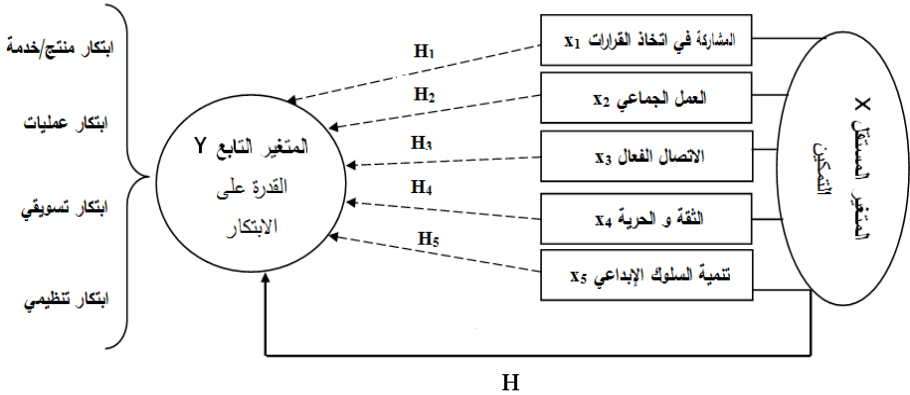 المتغير المستقل X
التمكين
المشاركة في اتخاذ القرارات x1
العمل الجماعي x2
الاتصال الفعال x3
الثقة و الحرية x4
تنمية السلوك الإبداعي x5
H1
H2
H3
H4
H5
المتغير التابع Y
القدرة على
الابتكار
ابتكار منتج/خدمة
ابتكار عمليات
ابتكار تسويقي
ابتكار تنظيمي
H